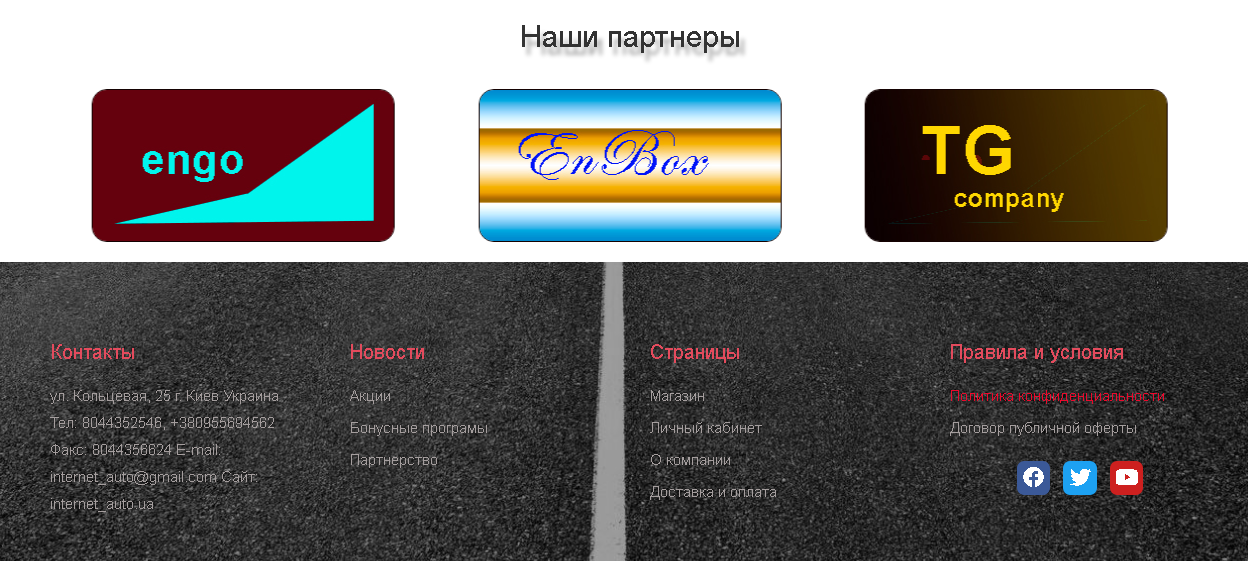 Наши партнеры
engo
EnBox
TG
company
Контакты
ул. Кольцевая, 25 г. Киев Украина
Тел: 8044352546, +380955694562
Факс: 8044356624 E-mail:
internet_auto@gmail.com Сайт:
internet_auto.ua
Новости
Акции
Бонусные програмы
Партнерство
Страницы
Магазин
Личный кабинет
О компании
Доставка и оплата
Правила и условия
Политика конфиденциальности
Договор публичной оферты